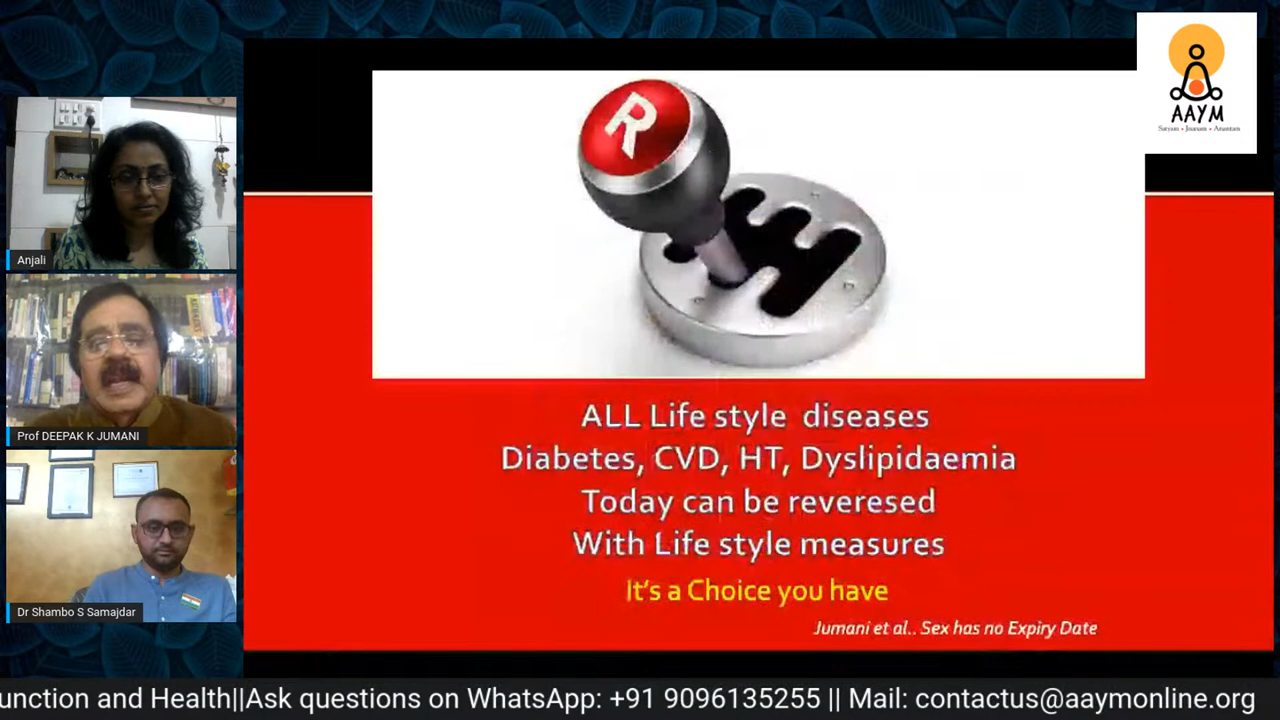 AAYM
Satyam • Jnanam • Anantam
R
Anjali
Prof DEEPAK K JUMANI
Dr Shambo S Samajdar
ALL Life style diseases
Diabetes, CVD, HT, Dyslipidaemia
Today can be reveresed
With Life style measures
It's a Choice you have
Jumani et al.. Sex has no Expiry Date
unction and Health||Ask questions on WhatsApp: +91 9096135255 || Mail: contactus@aaymonline.org